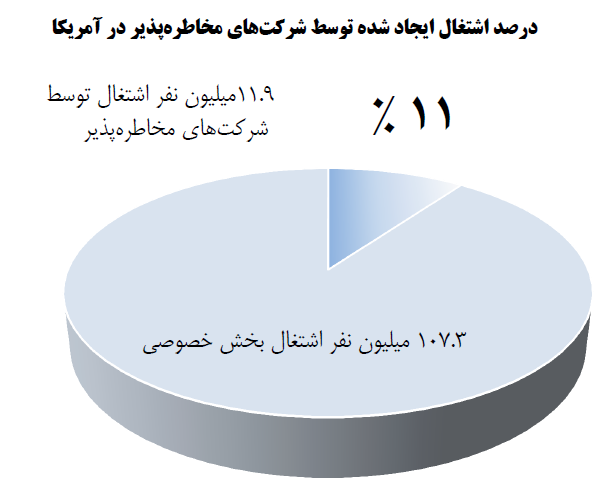 درصد اشتغال ایجاد شده توسط شرکت‌های مخاطره‌پذیر در آمریکا
۱۱.۹میلیون نفر اشتغال توسط
شرکت‌های مخاطره‌پذیر
۱۱ ٪
۱۰۷.۳ میلیون نفر اشتغال بخش خصوصی